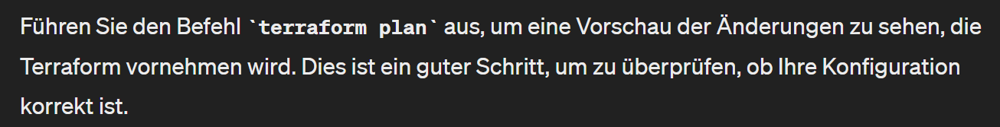 Führen Sie den Befehl `terraform plan` aus, um eine Vorschau der Änderungen zu sehen, die
Terraform vornehmen wird. Dies ist ein guter Schritt, um zu überprüfen, ob Ihre Konfiguration
korrekt ist.